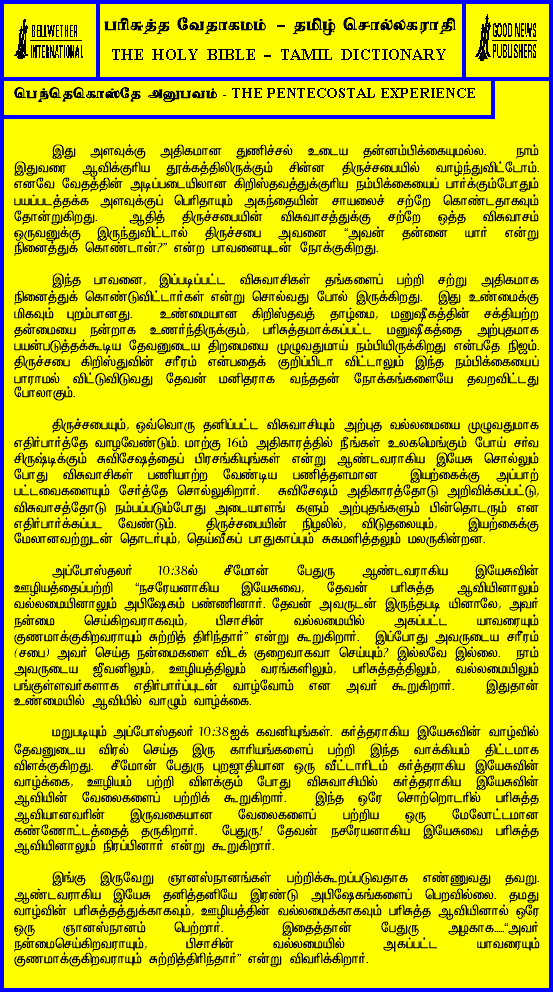 BELLWETHER
INTERNATIONAL
பரிசுத்த வேதாகமம் – தமிழ் சொல்லகராதி
THE HOLY BIBLE – TAMIL DICTIONARY
GOOD NEWS
PUBLISHERS
பெந்தெகொஸ்தே அனுபவம் - THE PENTECOSTAL EXPERIENCE
இது அளவுக்கு அதிகமான துணிச்சல் உடைய தன்னம்பிக்கையுமல்ல. நாம்
இதுவரை ஆவிக்குரிய தூக்கத்திலிருக்கும் சின்ன திருச்சபையில் வாழ்ந்துவிட்டோம்.
எனவே வேதத்தின் அடிப்படையிலான கிறிஸ்தவத்துக்குரிய நம்பிக்கையைப் பார்க்கும்போதும்
பயப்படத்தக்க அளவுக்குப் பெரிதாயும் அகந்தையின் சாயலைச் சற்றே கொண்டதாகவும்
தோன்றுகிறது. ஆதித் திருச்சபையின் விசுவாசத்துக்கு சற்றே ஒத்த விசுவாசம்
ஒருவனுக்கு இருந்துவிட்டால் திருச்சபை அவனை “அவன் தன்னை யார் என்று
நினைத்துக் கொண்டான்?” என்ற பாவனையுடன் நோக்குகிறது.
இந்த பாவனை, இப்படிப்பட்ட விசுவாசிகள் தங்களைப் பற்றி சற்று அதிகமாக
நினைத்துக் கொண்டுவிட்டார்கள் என்று சொல்வது போல் இருக்கிறது. இது உண்மைக்கு
மிகவும் புறம்பானது. உண்மையான கிறிஸ்தவத் தாழ்மை, மனுஷீகத்தின் சக்தியற்ற
தன்மையை நன்றாக உணர்ந்திருக்கும், பரிசுத்தமாக்கப்பட்ட மனுஷீகத்தை அற்புதமாக
பயன்படுத்தக்கூடிய தேவனுடைய திறமையை முழுவதுமாய் நம்பியிருக்கிறது என்பதே நிஜம்.
திருச்சபை கிறிஸ்துவின் சரீரம் என்பதைக் குறிப்பிடா விட்டாலும் இந்த நம்பிக்கையைப்
பாராமல் விட்டுவிடுவது தேவன் மனிதராக வந்ததன் நோக்கங்களையே தவறவிட்டது
போலாகும்.
திருச்சபையும், ஒவ்வொரு தனிப்பட்ட விசுவாசியும் அற்புத வல்லமையை முழுவதுமாக
எதிர்பார்த்தே வாழவேண்டும். மாற்கு 16ம் அதிகாரத்தில் நீங்கள் உலகமெங்கும் போய் சர்வ
சிருஷ்டிக்கும் சுவிசேஷத்தைப் பிரசங்கியுங்கள் என்று ஆண்டவராகிய இயேசு சொல்லும்
போது விசுவாசிகள் பணியாற்ற வேண்டிய பணித்தளமான இயற்கைக்கு அப்பாற்
பட்டவைகளையும் சேர்த்தே சொல்லுகிறார். சுவிசேஷம் அதிகாரத்தோடு அறிவிக்கப்பட்டு,
விசுவாசத்தோடு நம்பப்படும்போது அடையாளங் களும் அற்புதங்களும் பின்தொடரும் என
எதிர்பார்க்கப்பட வேண்டும். திருச்சபையின் நிழலில், விடுதலையும், இயற்கைக்கு
மேலானவற்றுடன் தொடர்பும், தெய்வீகப் பாதுகாப்பும் சுகமளித்தலும் மலருகின்றன.
அப்போஸ்தலர் 10:38ல் சீமோன் பேதுரு ஆண்டவராகிய இயேசுவின்
ஊழியத்தைப்பற்றி “நசரேயனாகிய இயேசுவை, தேவன் பரிசுத்த ஆவியினாலும்
வல்லமையினாலும் அபிஷேகம் பண்ணினார். தேவன் அவருடன் இருந்தபடி யினாலே, அவர்
நன்மை செய்கிறவராகவும், பிசாசின் வல்லமையில் அகப்பட்ட யாவரையும்
குணமாக்குகிறவராயும் சுற்றித் திரிந்தார்” என்று கூறுகிறார். இப்போது அவருடைய சரீரம்
(சபை) அவர் செய்த நன்மைகளை விடக் குறைவாகவா செய்யும்? இல்லவே இல்லை. நாம்
அவருடைய ஜீவனிலும், ஊழியத்திலும் வரங்களிலும், பரிசுத்தத்திலும், வல்லமையிலும்
பங்குள்ளவர்களாக எதிர்பார்ப்புடன் வாழ்வோம் என அவர் கூறுகிறார். இதுதான்
உண்மையில் ஆவியில் வாழும் வாழ்க்கை.
மறுபடியும் அப்போஸ்தலர் 10:38ஐக் கவனியுங்கள். கர்த்தராகிய இயேசுவின் வாழ்வில்
தேவனுடைய விரல் செய்த இரு காரியங்களைப் பற்றி இந்த வாக்கியம் திட்டமாக
விளக்குகிறது. சீமோன் பேதுரு புறஜாதியான ஒரு வீட்டாரிடம் கர்த்தராகிய இயேசுவின்
வாழ்க்கை, ஊழியம் பற்றி விளக்கும் போது விசுவாசியில் கர்த்தராகிய இயேசுவின்
ஆவியின் வேலைகளைப் பற்றிக் கூறுகிறார். இந்த ஒரே சொற்றொடரில் பரிசுத்த
ஆவியானவரின் இருவகையான வேலைகளைப் பற்றிய ஒரு மேலோட்டமான
கண்ணோட்டத்தைத் தருகிறார். பேதுரு! தேவன் நசரேயனாகிய இயேசுவை பரிசுத்த
ஆவியினாலும் நிரப்பினார் என்று கூறுகிறார்.
இங்கு இருவேறு ஞானஸ்நானங்கள் பற்றிக்கூறப்படுவதாக எண்ணுவது தவறு.
ஆண்டவராகிய இயேசு தனித்தனியே இரண்டு அபிஷேகங்களைப் பெறவில்லை. தமது
வாழ்வின் பரிசுத்தத்துக்காகவும், ஊழியத்தின் வல்லமைக்காகவும் பரிசுத்த ஆவியினால் ஒரே
ஒரு ஞானஸ்நானம் பெற்றார். இதைத்தான் பேதுரு அழகாக.....“அவர்
நன்மைசெய்கிறவராயும், பிசாசின் வல்லமையில் அகப்பட்ட யாவரையும்
குணமாக்குகிறவராயும் சுற்றித்திரிந்தார்” என்று விவரிக்கிறார்.